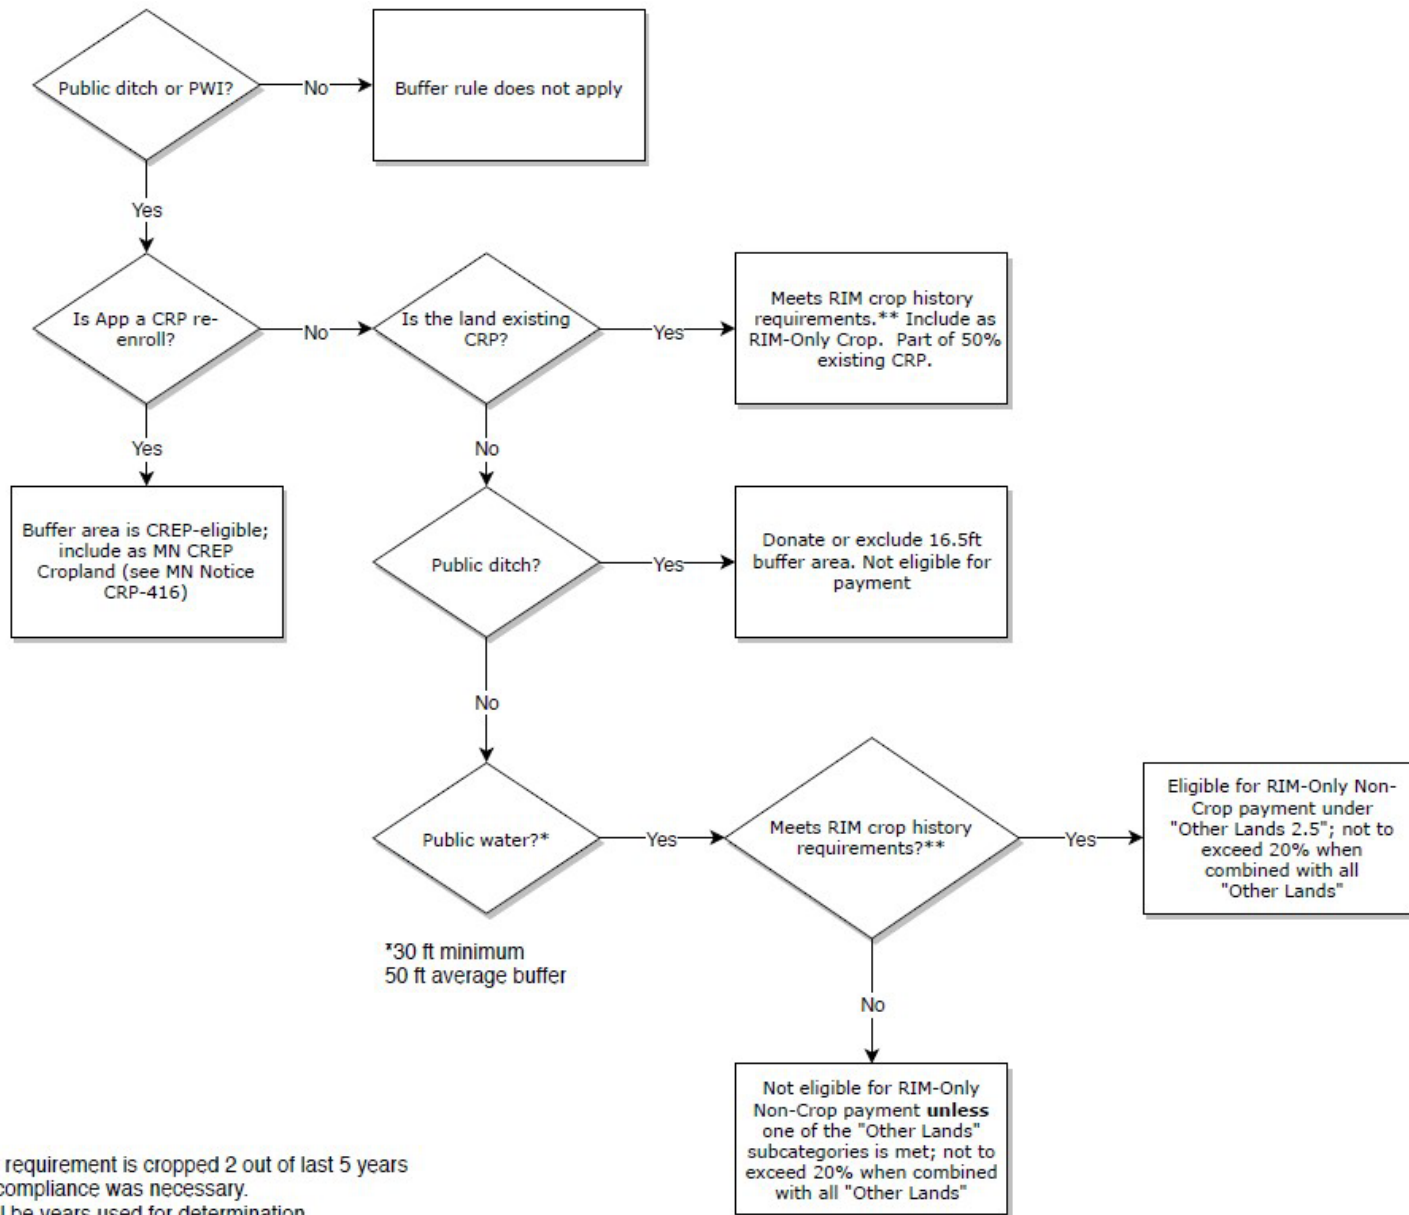 Public ditch or PWI?
No
Buffer rule does not apply
Yes
Is App a CRP re-
enroll?
No
Is the land existing
CRP?
Yes
Meets RIM crop history
requirements.** Include as
RIM-Only Crop.  Part of 50%
existing CRP.
Yes
No
Buffer area is CREP-eligible;
include as MN CREP
Cropland (see MN Notice
CRP-416)
Public ditch?
Yes
Donate or exclude 16.5ft
buffer area. Not eligible for
payment
No
Public water?*
Yes
Meets RIM crop history
requirements?**
Yes
Eligible for RIM-Only Non-
Crop payment under
"Other Lands 2.5"; not to
exceed 20% when
combined with all
"Other Lands"
*30 ft minimum
50 ft average buffer
No
Not eligible for RIM-Only
Non-Crop payment unless
one of the "Other Lands"
subcategories is met; not to
exceed 20% when combined
with all "Other Lands"
requirement is cropped 2 out of last 5 years
compliance was necessary.
be years used for determination